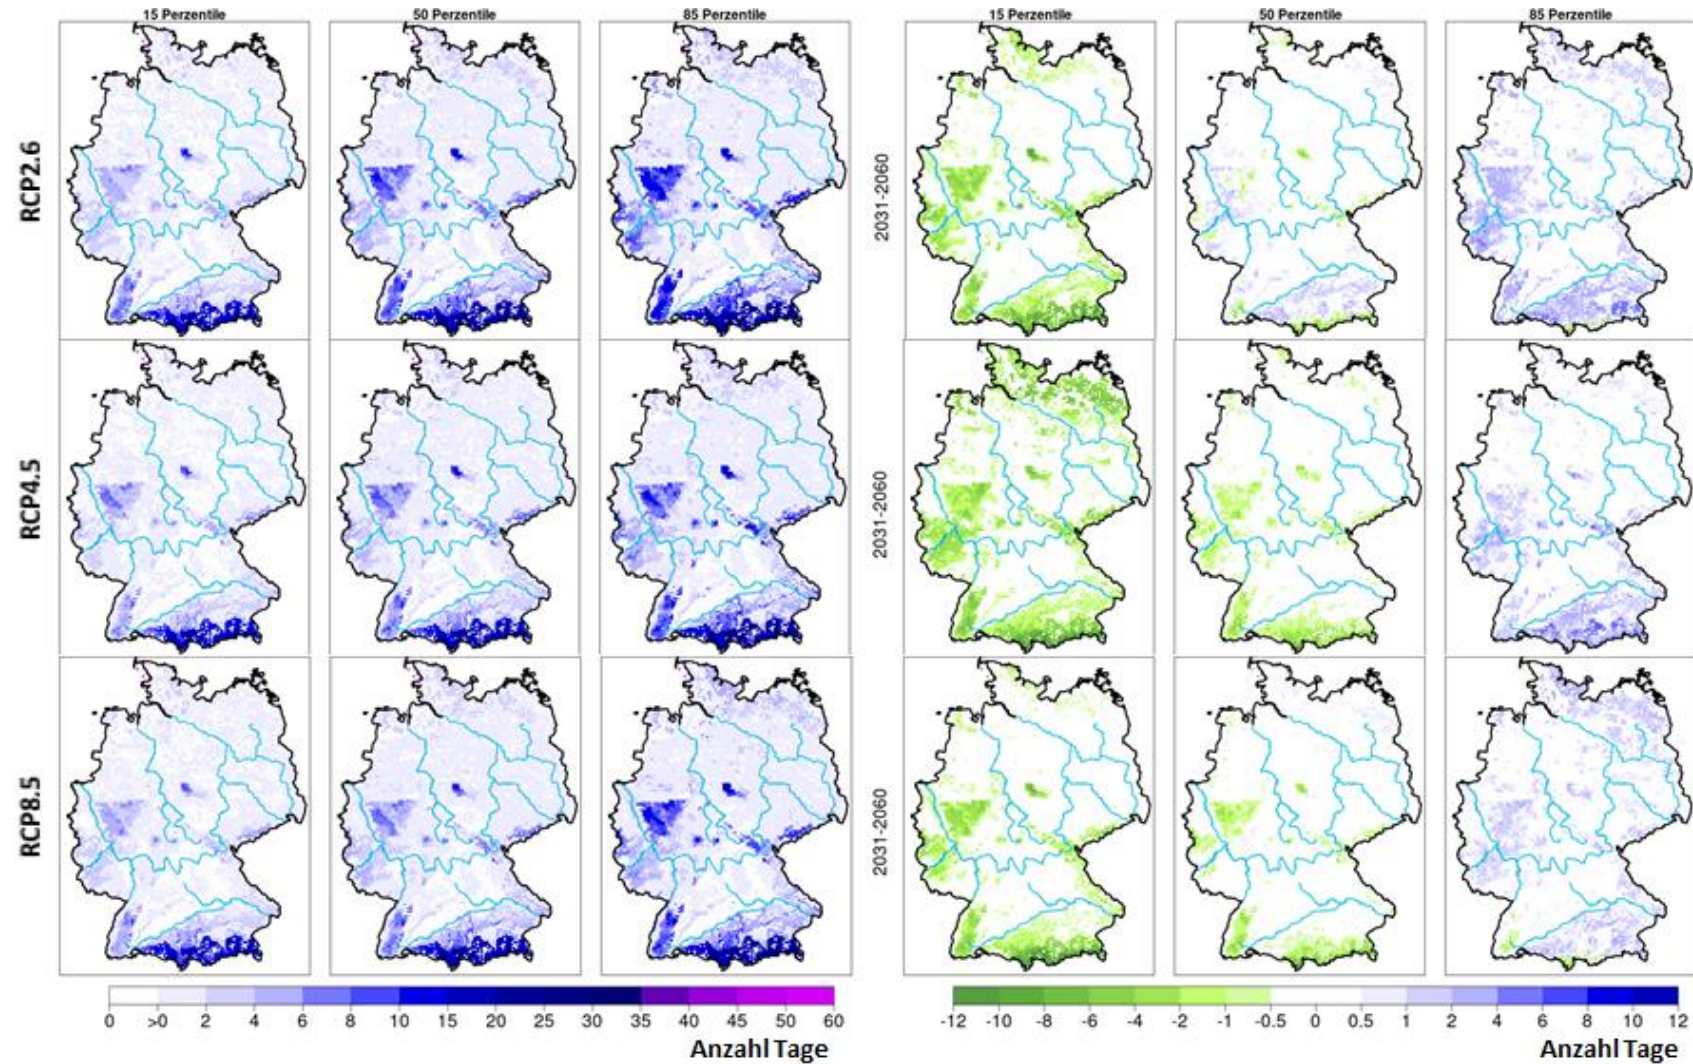 15 Perzentile 50 Perzentile 85 Perzentile 15 Perzentile 50 Perzentile 85 Perzentile
RCP2.6
2031-2060
RCP4.5
2031-2060
RCP8.5
2031-2060
0 >0 2 4 6 8 10 15 20 25 30 35 40 45 50 60
Anzahl Tage
-12 -10 -8 -6 -4 -2 -1 -0.5 0 0.5 1 2 4 6 8 10 12
Anzahl Tage